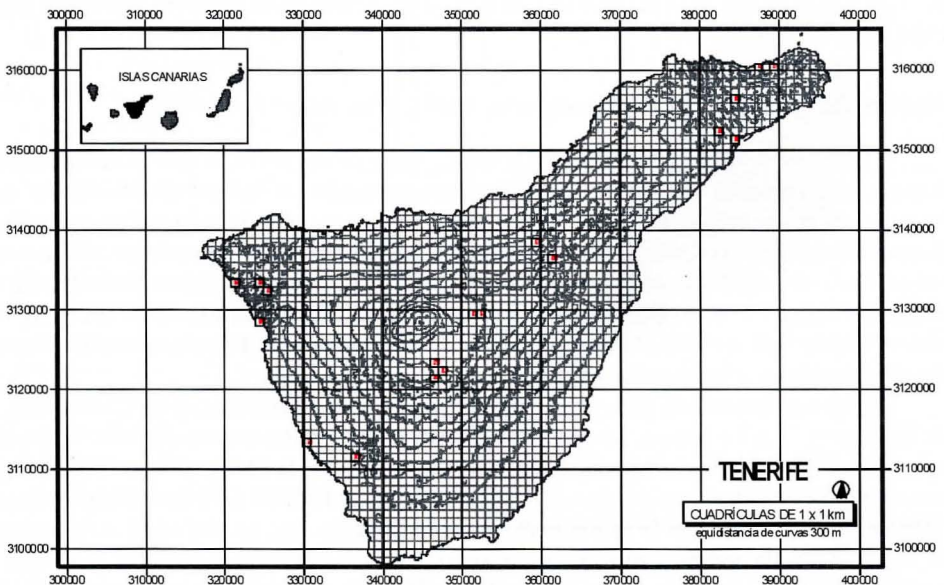 300000 310000 320000 330000 340000 350000 360000 370000 380000 390000 400000
ISLAS CANARIAS
3160000 3160000
3150000 3150000
3140000 3140000
3130000 3130000
3120000 3120000
3110000 3110000
TENERIFE
CUADRÍCULAS DE 1 x 1 km
equidistancia de curvas 300 m
3100000 3100000
300000 310000 320000 330000 340000 350000 360000 370000 380000 390000 400000